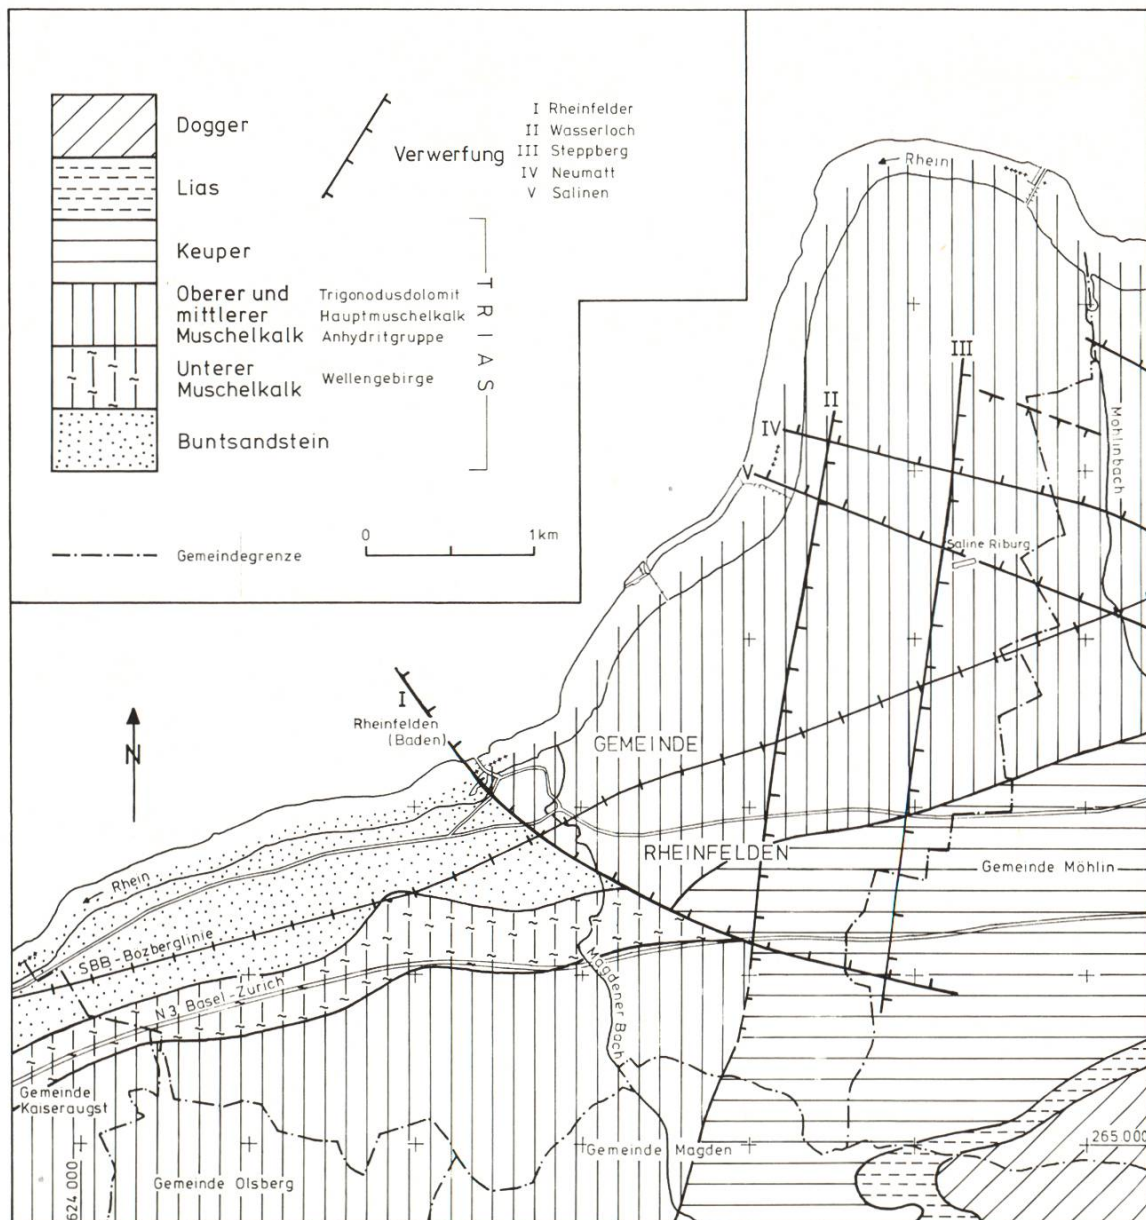 Dogger
Lias
Keuper
Oberer und
mittlerer
Muschelkalk
Trigonodusdolomit
Hauptmuschelkalk
Anhydritgruppe
Unterer
Muschelkalk
Wellengebirge
Buntsandstein
TRIAS
Gemeindegrenze
0 1km
Verwerfung
I Rheinfelder
II Wasserloch
III Steppberg
IV Neumatt
V Salinen
Rhein
III
II
IV
V
Möhlinbach
Saline Riburg
I
Rheinfelden
(Baden)
N
GEMEINDE
RHEINFELDEN
Gemeinde Möhlin
Rhein
SBB-Bözberglinie
N3 Basel-Zürich
Magdener Bach
Gemeinde
Kaiseraugst
Gemeinde Magden
265 000
Gemeinde Olsberg
624 000